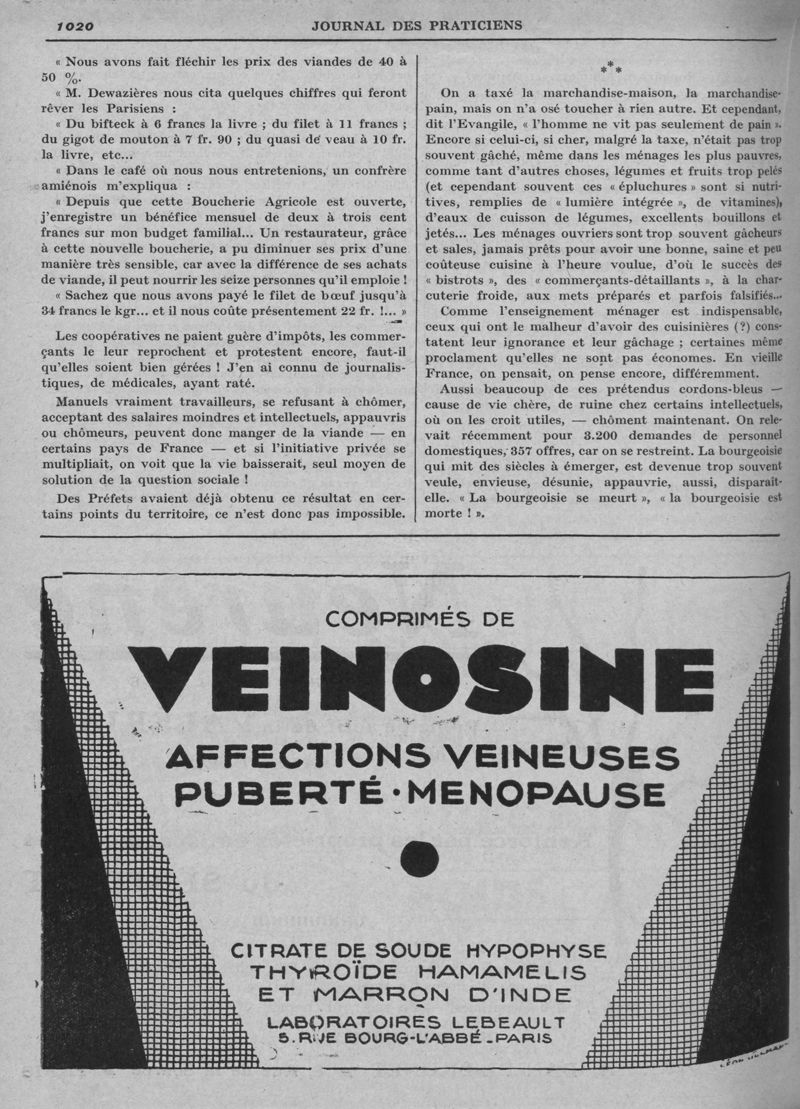 1020
JOURNAL DES PRATICIENS
« Nous avons fait fléchir les prix des viandes de 40 à
50 %.
« M. Dewazières nous cita quelques chiffres qui feront
rêver les Parisiens :
« Du bifteck à 6 francs la livre ; du filet à 11 francs ;
du gigot de mouton à 7 fr. 90 ; du quasi de veau à 10 fr.
la livre, etc...
« Dans le café où nous nous entretenions, un confrère
amiénois m'expliqua :
« Depuis que cette Boucherie Agricole est ouverte,
j'enregistre un bénéfice mensuel de deux à trois cent
francs sur mon budget familial... Un restaurateur, grâce
à cette nouvelle boucherie, a pu diminuer ses prix d'une
manière très sensible, car avec la différence de ses achats
de viande, il peut nourrir les seize personnes qu'il emploie !
« Sachez que nous avons payé le filet de bœuf jusqu'à
34 francs le kgr... et il nous coûte présentement 22 fr. !... »
Les coopératives ne paient guère d'impôts, les commer-
çants le leur reprochent et protestent encore, faut-il
qu'elles soient bien gérées ! J'en ai connu de journalis-
tiques, de médicales, ayant raté.
Manuels vraiment travailleurs, se refusant à chômer,
acceptant des salaires moindres et intellectuels, appauvris
ou chômeurs, peuvent donc manger de la viande — en
certains pays de France — et si l'initiative privée se
multipliait, on voit que la vie baisserait, seul moyen de
solution de la question sociale !
Des Préfets avaient déjà obtenu ce résultat en cer-
tains points du territoire, ce n'est donc pas impossible.
***
On a taxé la marchandise-maison, la marchandise-
pain, mais on n'a osé toucher à rien autre. Et cependant,
dit l'Evangile, « l'homme ne vit pas seulement de pain ».
Encore si celui-ci, si cher, malgré la taxe, n'était pas trop
souvent gâché, même dans les ménages les plus pauvres,
comme tant d'autres choses, légumes et fruits trop pelés
(et cependant souvent ces « épluchures » sont si nutri-
tives, remplies de « lumière intégrée », de vitamines),
d'eaux de cuisson de légumes, excellents bouillons et
jetés... Les ménages ouvriers sont trop souvent gâcheurs
et sales, jamais prêts pour avoir une bonne, saine et peu
coûteuse cuisine à l'heure voulue, d'où le succès des
« bistrots », des « commerçants-détaillants », à la char-
cuterie froide, aux mets préparés et parfois falsifiés...
Comme l'enseignement ménager est indispensable,
ceux qui ont le malheur d'avoir des cuisinières (?) cons-
tatent leur ignorance et leur gâchage ; certaines même
proclament qu'elles ne sont pas économes. En vieille
France, on pensait, on pense encore, différemment.
Aussi beaucoup de ces prétendus cordons-bleus —
cause de vie chère, de ruine chez certains intellectuels,
où on les croit utiles, — chôment maintenant. On rele-
vait récemment pour 3.200 demandes de personnel
domestiques, 357 offres, car on se restreint. La bourgeoisie
qui mit des siècles à émerger, est devenue trop souvent
veule, envieuse, désunie, appauvrie, aussi, disparaît-
elle. « La bourgeoisie se meurt », « la bourgeoisie est
morte ! ».
COMPRIMÉS DE
VEINOSINE
AFFECTIONS VEINEUSES
PUBERTÉ • MENOPAUSE
CITRATE DE SOUDE HYPOPHYSE
THYROÏDE HAMAMELIS
ET MARRON D'INDE
LABORATOIRES LEBEAULT
5. RUE BOURG-L'ABBÉ - PARIS